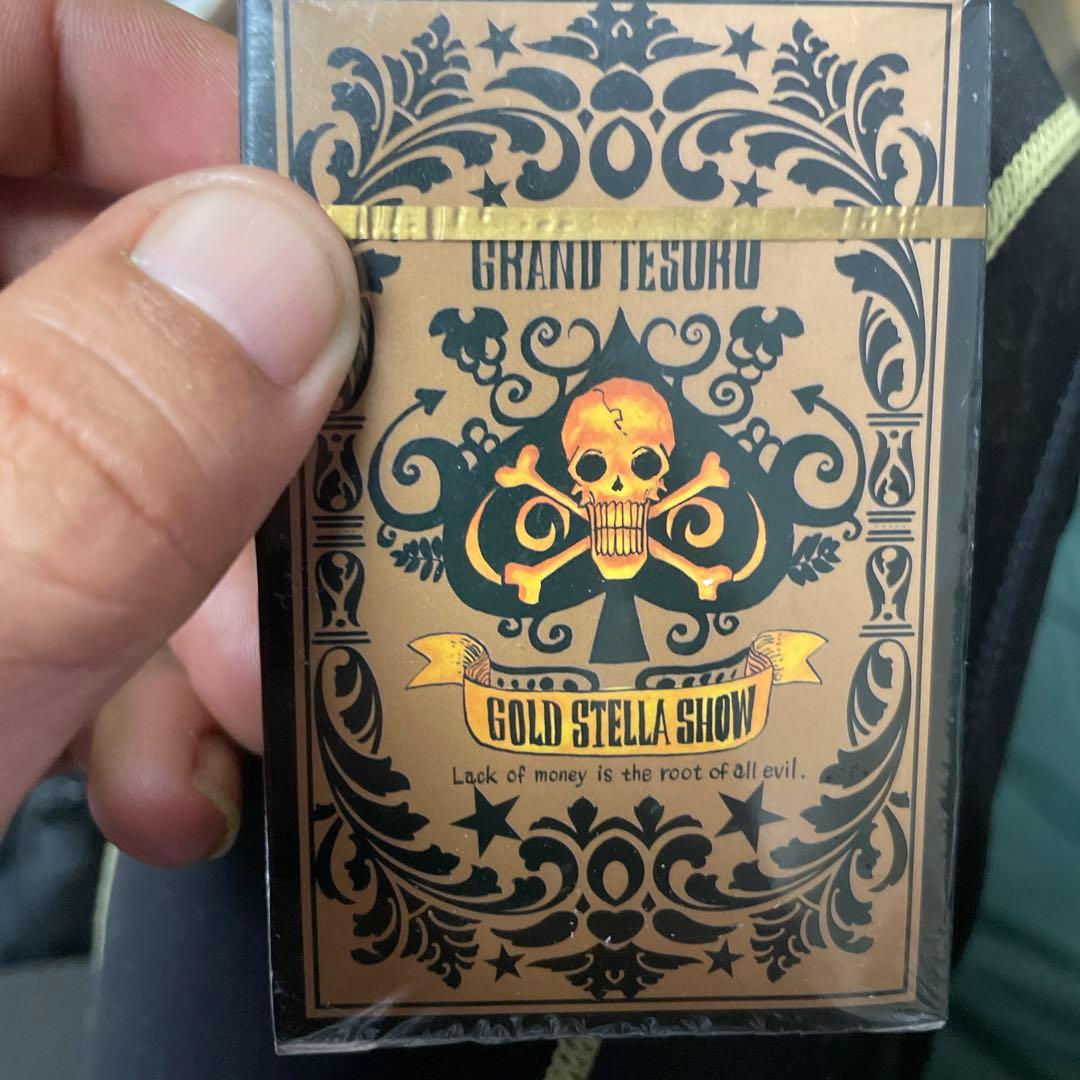 GRAND TESORO
GOLD STELLA SHOW
Lack of money is the root of all evil.